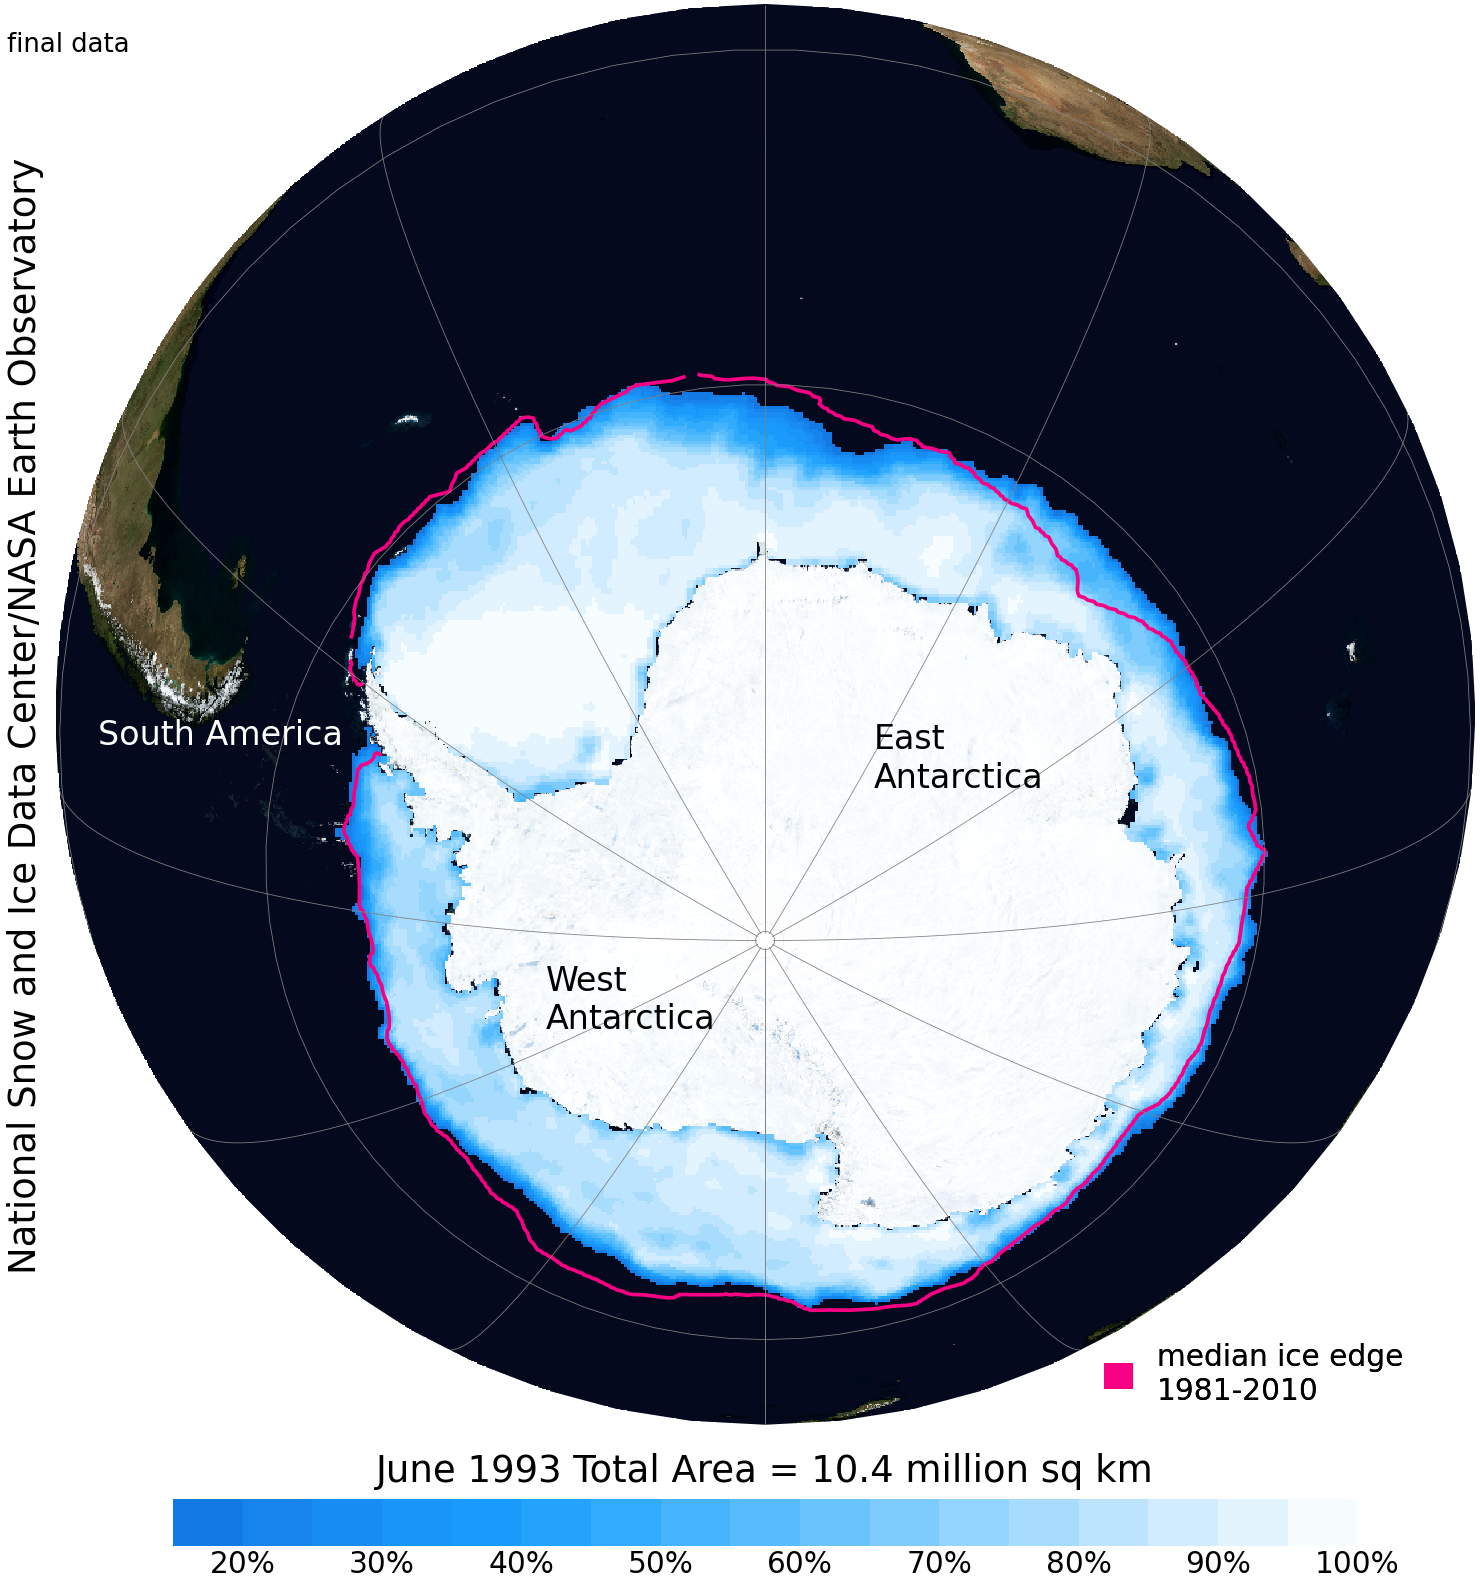 final data
National Snow and Ice Data Center/NASA Earth Observatory
South America
East
Antarctica
West
Antarctica
median ice edge
1981-2010
June 1993 Total Area = 10.4 million sq km
20% 30% 40% 50% 60% 70% 80% 90% 100%